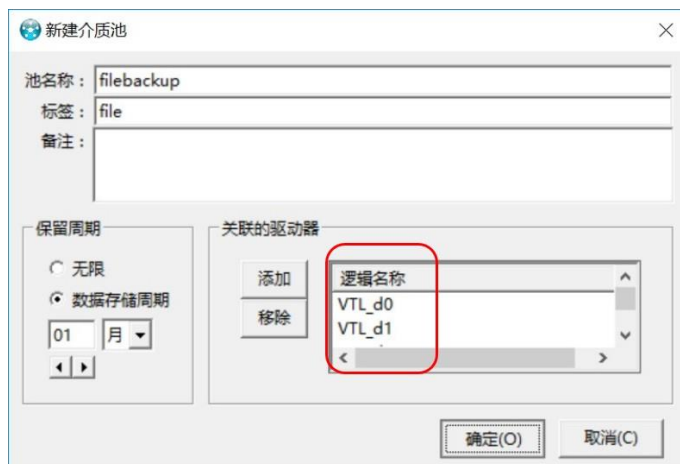 新建介质池
池名称： filebackup
标签： file
备注：
保留周期
关联的驱动器
无限
数据存储周期
01 月
添加
移除
逻辑名称
VTL_d0
VTL_d1
确定(O) 取消(C)